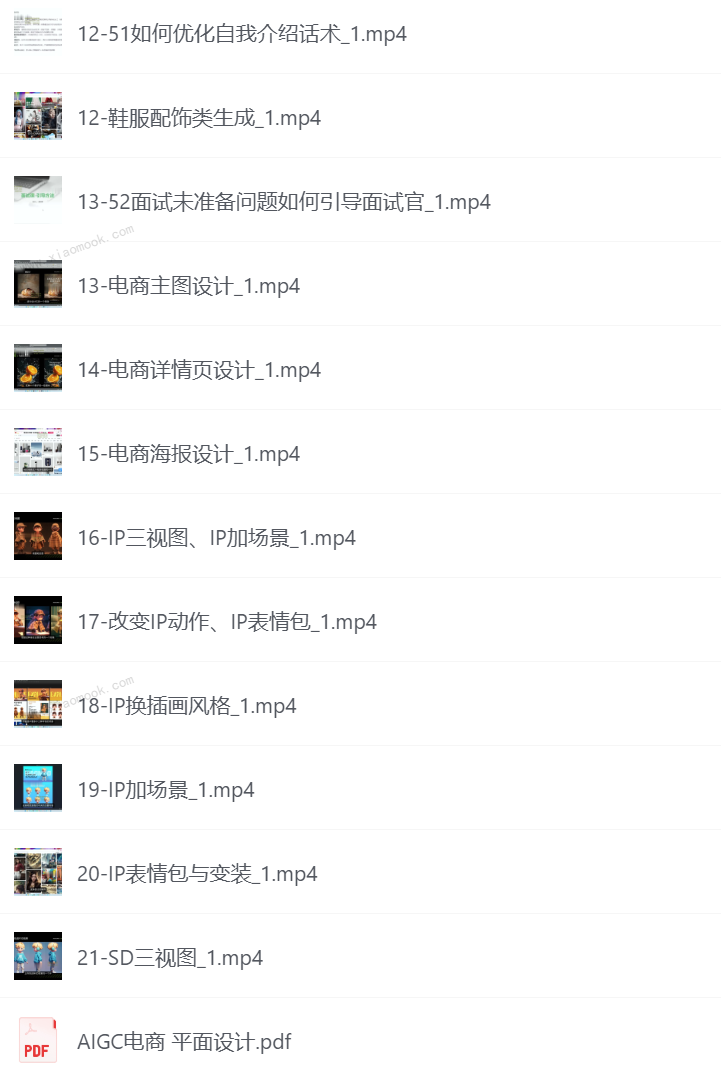 12-51如何优化自我介绍话术_1.mp4
12-鞋服配饰类生成_1.mp4
13-52面试未准备问题如何引导面试官_1.mp4
xiaomook.com
13-电商主图设计_1.mp4
14-电商详情页设计_1.mp4
15-电商海报设计_1.mp4
16-IP三视图、IP加场景_1.mp4
17-改变IP动作、IP表情包_1.mp4
xiaomook.com
18-IP换插画风格_1.mp4
19-IP加场景_1.mp4
20-IP表情包与变装_1.mp4
21-SD三视图_1.mp4
PDF
AIGC电商 平面设计.pdf